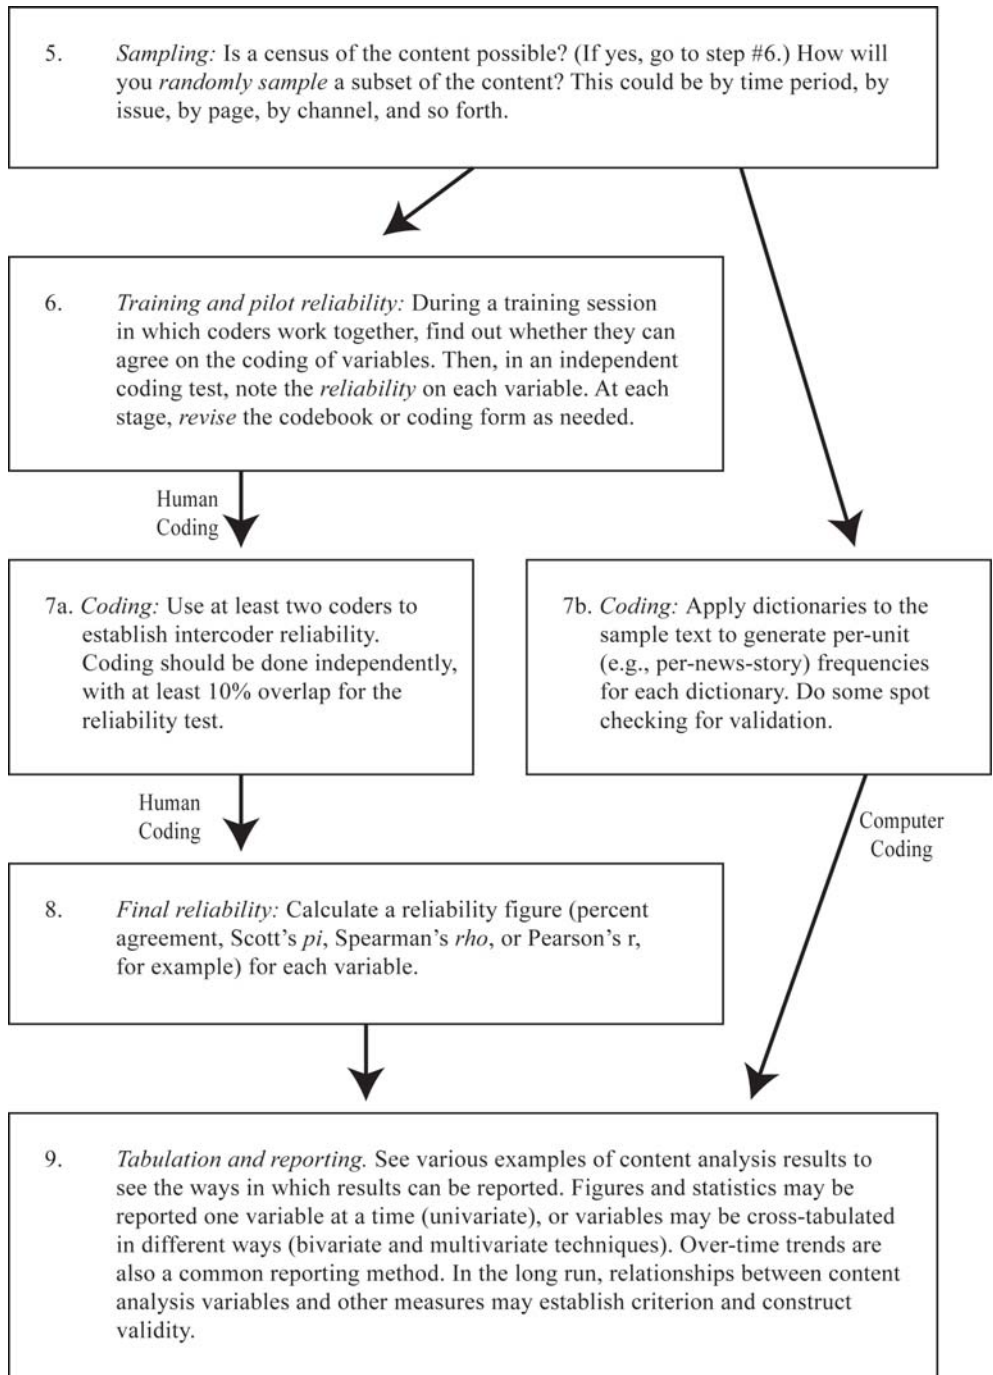 5. Sampling: Is a census of the content possible? (If yes, go to step #6.) How will
you randomly sample a subset of the content? This could be by time period, by
issue, by page, by channel, and so forth.
6. Training and pilot reliability: During a training session
in which coders work together, find out whether they can
agree on the coding of variables. Then, in an independent
coding test, note the reliability on each variable. At each
stage, revise the codebook or coding form as needed.
Human
Coding
7a. Coding: Use at least two coders to
establish intercoder reliability.
Coding should be done independently,
with at least 10% overlap for the
reliability test.
7b. Coding: Apply dictionaries to the
sample text to generate per-unit
(e.g., per-news-story) frequencies
for each dictionary. Do some spot
checking for validation.
Human
Coding
Computer
Coding
8. Final reliability: Calculate a reliability figure (percent
agreement, Scott's pi, Spearman's rho, or Pearson's r,
for example) for each variable.
9. Tabulation and reporting. See various examples of content analysis results to
see the ways in which results can be reported. Figures and statistics may be
reported one variable at a time (univariate), or variables may be cross-tabulated
in different ways (bivariate and multivariate techniques). Over-time trends are
also a common reporting method. In the long run, relationships between content
analysis variables and other measures may establish criterion and construct
validity.